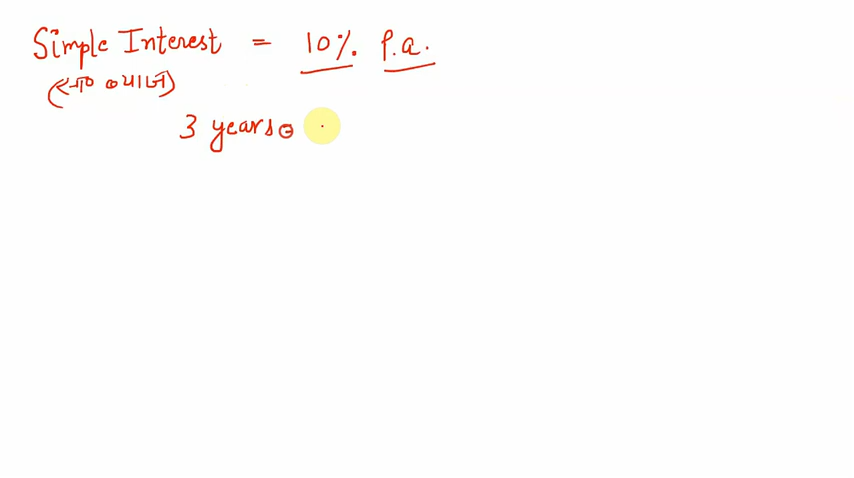 Simple Interest = 10% P.a.
3 years @